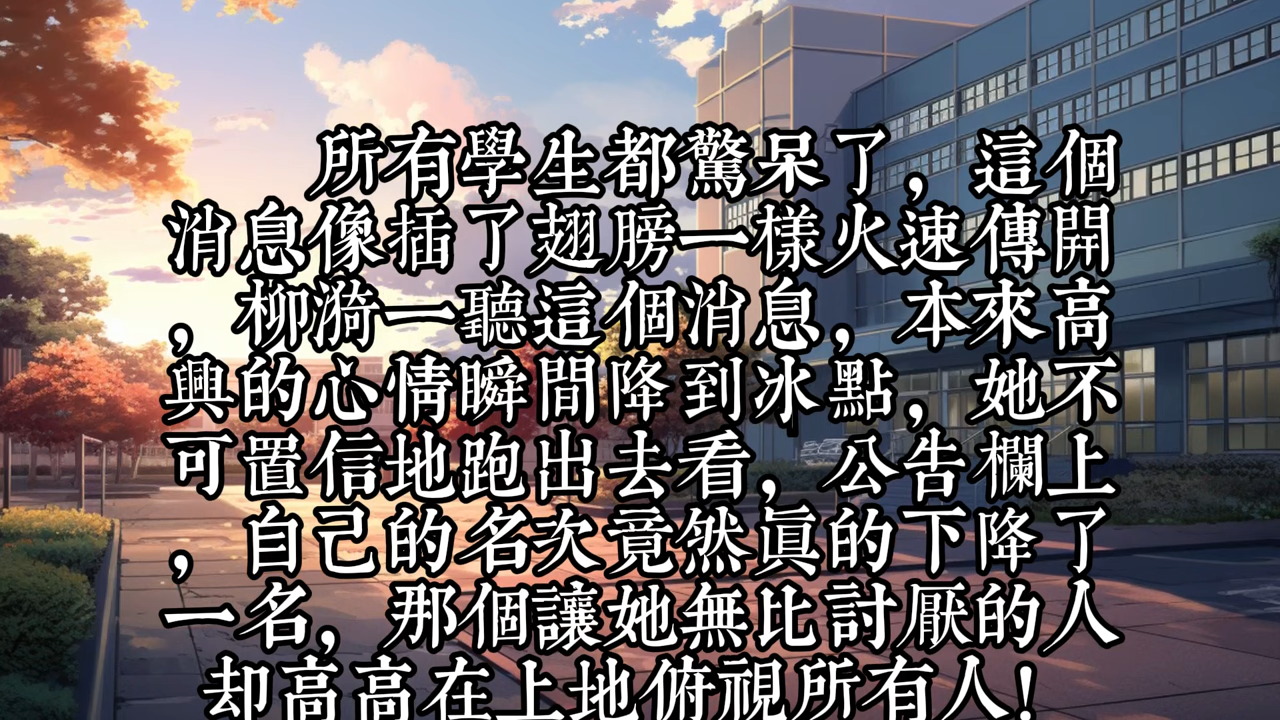 所有學生都驚呆了，這個
消息像插了翅膀一樣火速傳開
，柳漪一聽這個消息，本來高
興的心情瞬間降到冰點，她不
可置信地跑出去看，公告欄上
，自己的名次竟然真的下降了
一名，那個讓她無比討厭的人
却高高在上地俯視所有人！